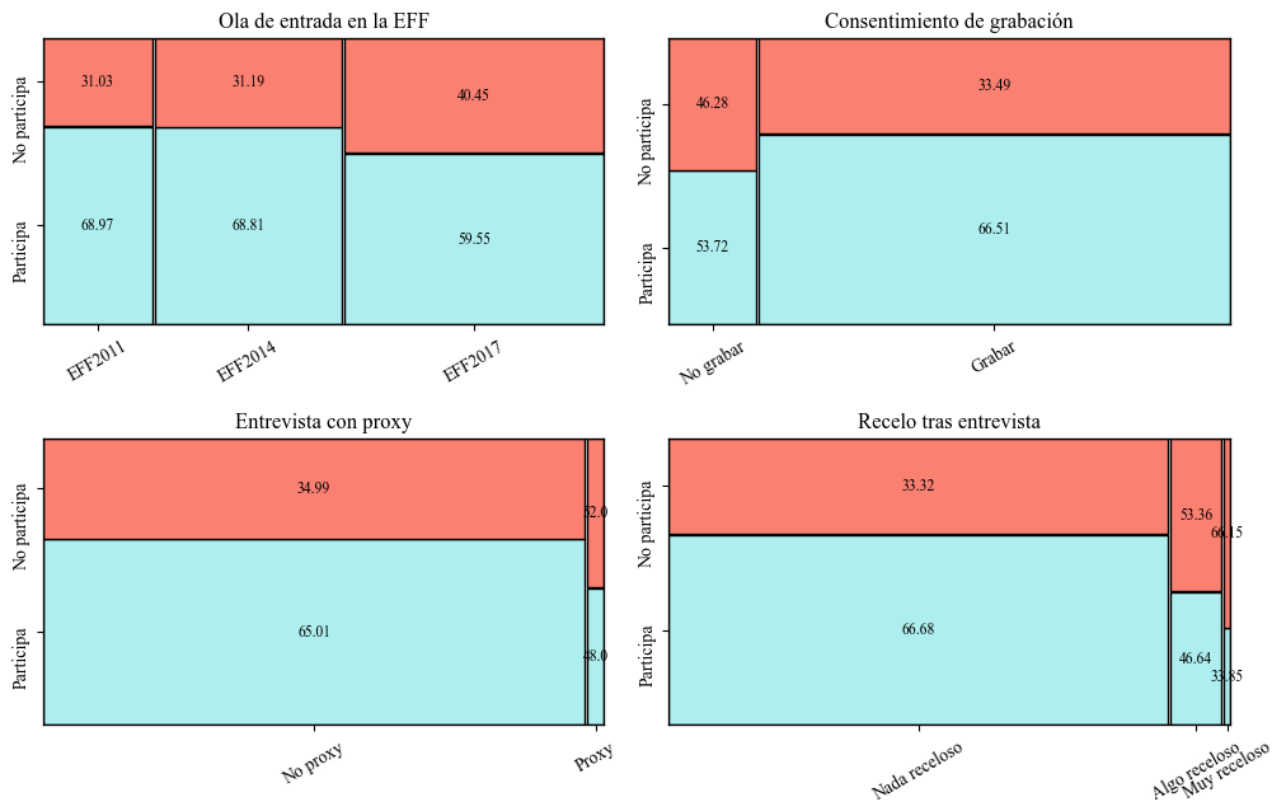 Ola de entrada en la EFF
No participa
Participa
31.03
31.19
40.45
68.97
68.81
59.55
EFF2011
EFF2014
EFF2017
Consentimiento de grabación
No participa
Participa
46.28
33.49
53.72
66.51
No grabar
Grabar
Entrevista con proxy
No participa
Participa
34.99
52.0
65.01
48.0
No proxy
Proxy
Recelo tras entrevista
No participa
Participa
33.32
53.36
66.15
66.68
46.64
33.85
Nada receloso
Algo receloso
Muy receloso